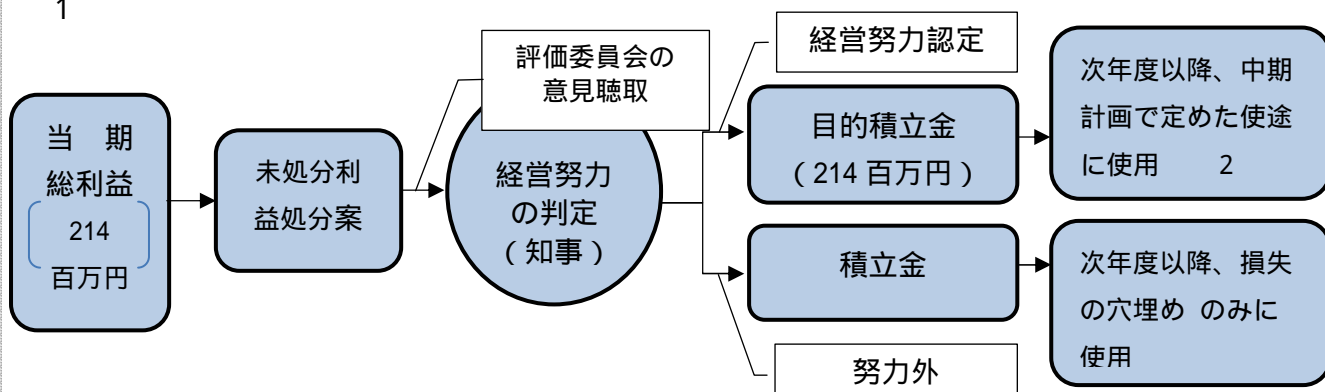 1
当 期
総利益
214
百万円
未処分利
益処分案
評価委員会の
意見聴取
経営努力
の判定
(知事)
経営努力認定
目的積立金
(214 百万円)
次年度以降、中期
計画で定めた使途
に使用 2
積立金
次年度以降、損失
の穴埋め のみに
使用
努力外